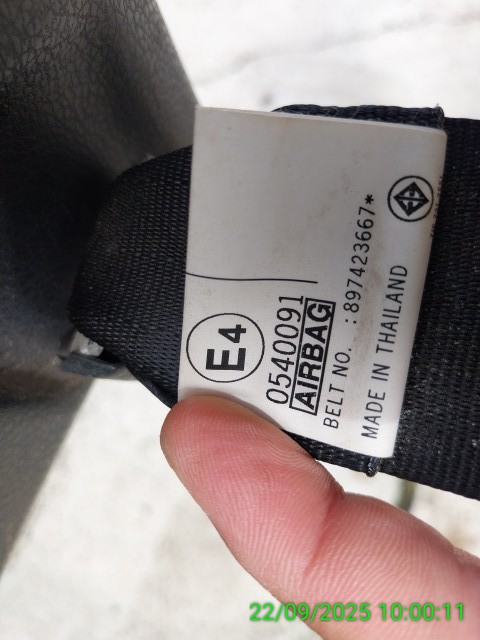 E4
0540091
AIRBAG
BELT NO. :897423667*
MADE IN THAILAND
22/09/2025 10:00:11